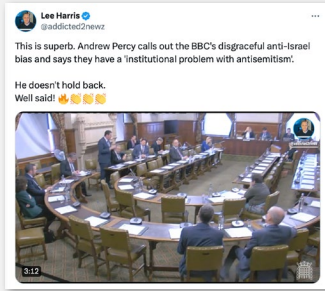 Lee Harris
@addicted2newz
This is superb. Andrew Percy calls out the BBC's disgraceful anti-Israel
bias and says they have a 'institutional problem with antisemitism'.
He doesn't hold back.
Well said! 🔥👏👏👏
3:12